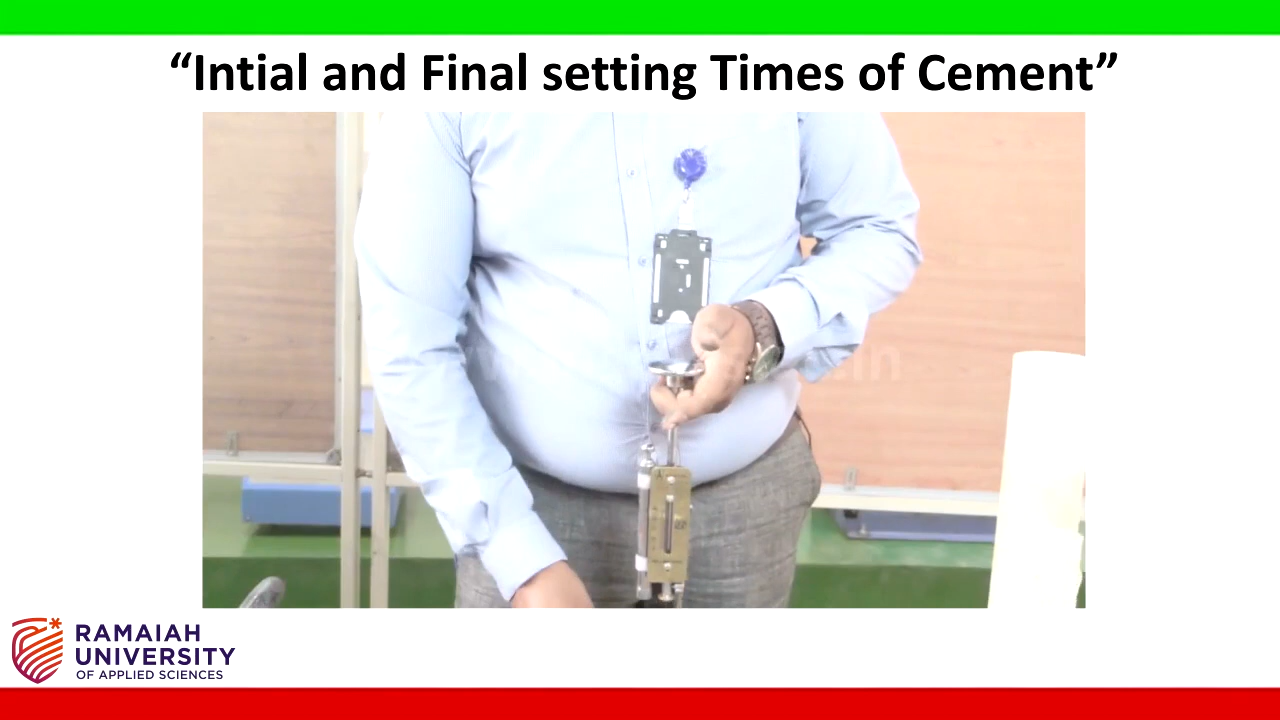 “Intial and Final setting Times of Cement”
RAMAIAH
UNIVERSITY
OF APPLIED SCIENCES